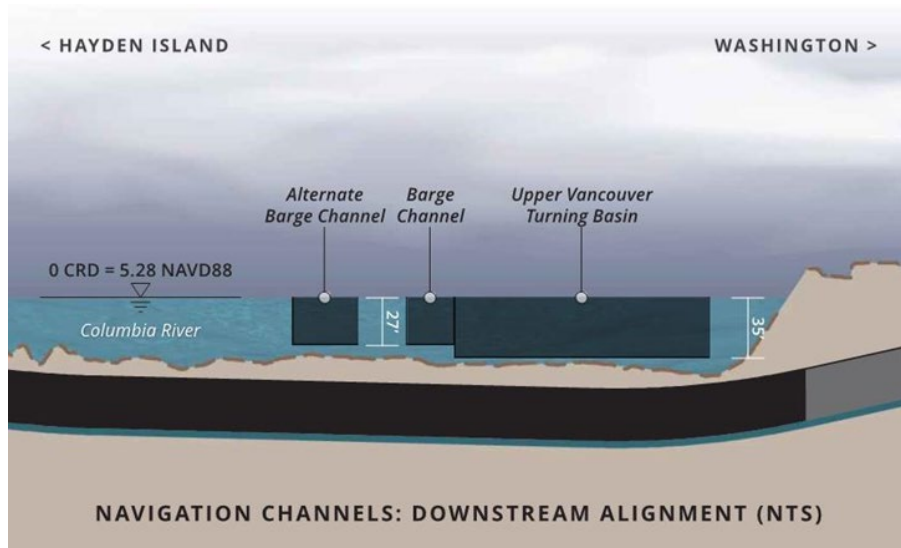 < HAYDEN ISLAND
WASHINGTON >
Alternate
Barge Channel
Barge
Channel
Upper Vancouver
Turning Basin
0 CRD = 5.28 NAVD88
Columbia River
27'
35'
NAVIGATION CHANNELS: DOWNSTREAM ALIGNMENT (NTS)